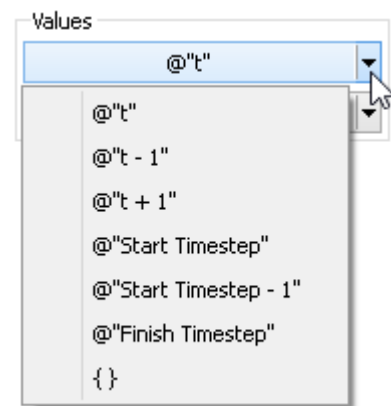 Values
@"t"
@"t"
@"t - 1"
@"t + 1"
@"Start Timestep"
@"Start Timestep - 1"
@"Finish Timestep"
{ }